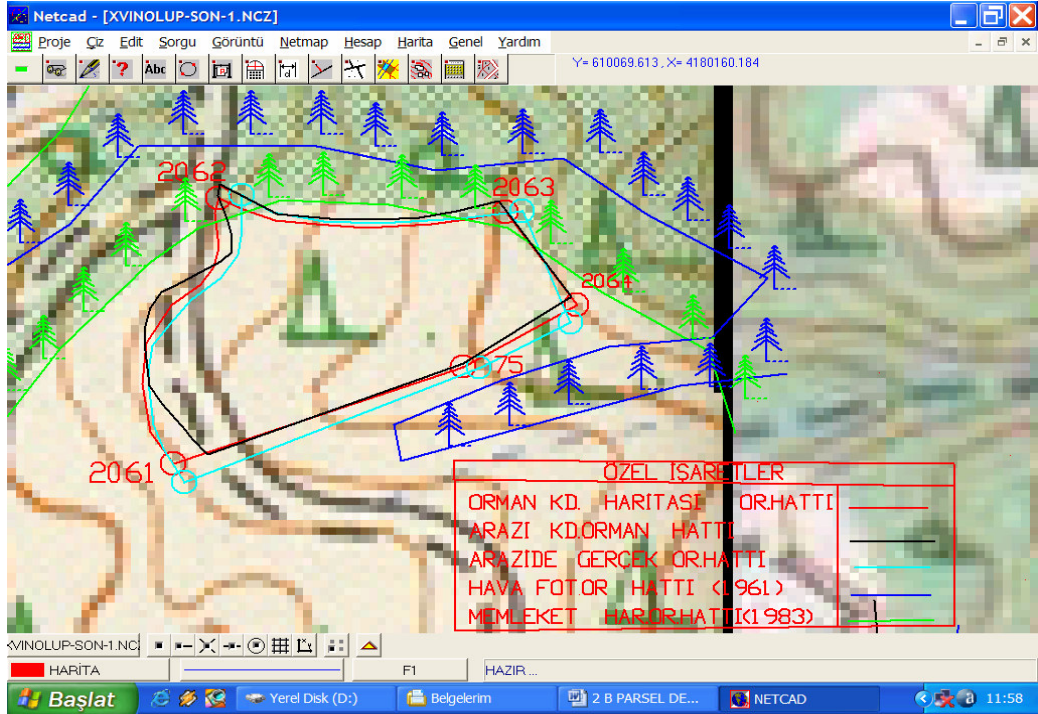 Netcad - [XVINOLUP-SON-1.NCZ]
Proje Çiz Edit Sorgu Görüntü Netmap Hesap Harita Genel Yardım
Abc
Y= 610069.613 , X= 4180160.184
2062
2063
2064
75
2061
ÖZEL İŞARETLER
ORMAN KD. HARİTASI OR.HATTI
ARAZI KD.ORMAN HATTI
ARAZIDE GERÇEK OR.HATTI
HAVA FOT.OR HATTI (1961)
MEMLEKET HAR.OR.HATTI(1983)
XVINOLUP-SON-1.NC
HARİTA
F1
HAZIR ...
Başlat
Yerel Disk (D:)
Belgelerim
2 B PARSEL DE...
NETCAD
11:58